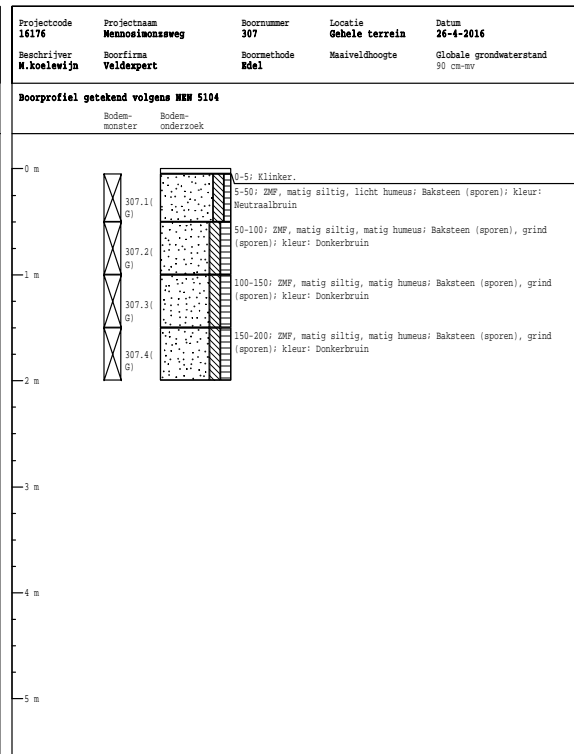 Projectcode Projectnaam Boornummer Locatie Datum
16176 Mennosimonzsweg 307 Gehele terrein 26-4-2016
Beschrijver Boorfirma Boormethode Maaiveldhoogte Globale grondwaterstand
M.koelewijn Veldexpert Edel 90 cm-mv
Boorprofiel getekend volgens NEN 5104
Bodem- Bodem-
monster onderzoek
0 m
0-5; Klinker.
5-50; ZMF, matig siltig, licht humeus; Baksteen (sporen); kleur:
Neutraalbruin
307.1(
G)
50-100; ZMF, matig siltig, matig humeus; Baksteen (sporen), grind
(sporen); kleur: Donkerbruin
307.2(
G)
1 m
100-150; ZMF, matig siltig, matig humeus; Baksteen (sporen), grind
(sporen); kleur: Donkerbruin
307.3(
G)
150-200; ZMF, matig siltig, matig humeus; Baksteen (sporen), grind
(sporen); kleur: Donkerbruin
307.4(
G)
2 m
3 m
4 m
5 m